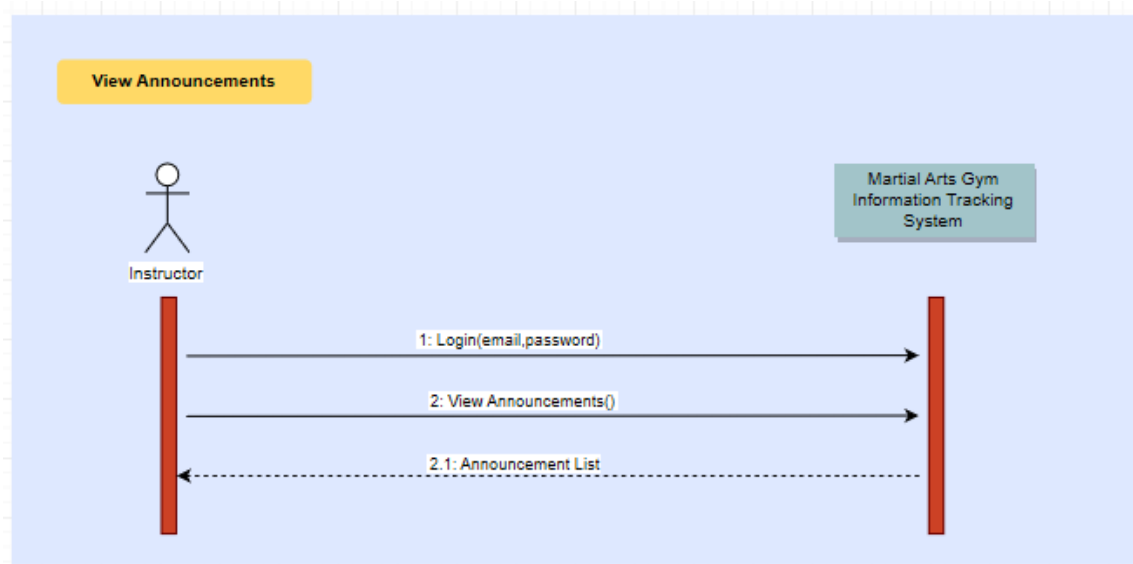 View Announcements
Martial Arts Gym
Information Tracking
System
Instructor
1: Login(email,password)
2: View Announcements()
2.1: Announcement List